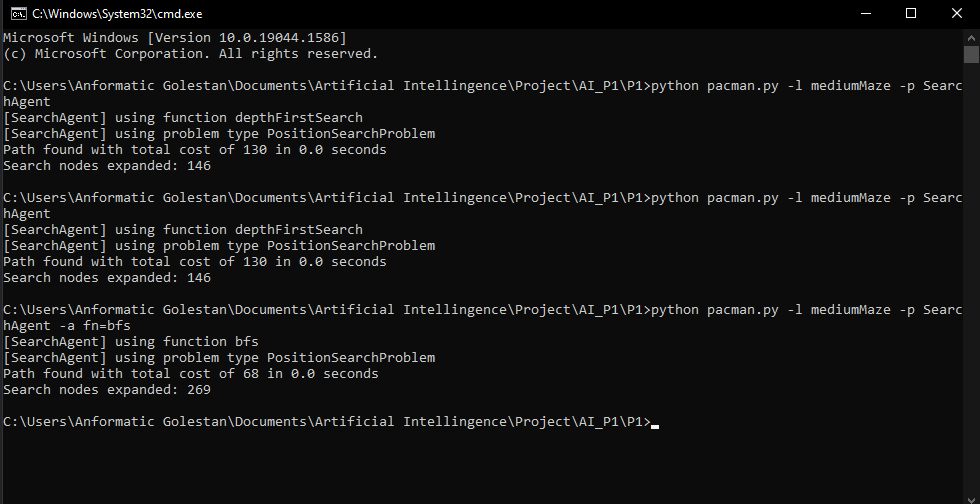 C:\Windows\System32\cmd.exe
Microsoft Windows [Version 10.0.19044.1586]
(c) Microsoft Corporation. All rights reserved.
C:\Users\Anformatic Golestan\Documents\Artificial Intellingence\Project\AI_P1\P1>python pacman.py -l mediumMaze -p Searc
hAgent
[SearchAgent] using function depthFirstSearch
[SearchAgent] using problem type PositionSearchProblem
Path found with total cost of 130 in 0.0 seconds
Search nodes expanded: 146
C:\Users\Anformatic Golestan\Documents\Artificial Intellingence\Project\AI_P1\P1>python pacman.py -l mediumMaze -p Searc
hAgent
[SearchAgent] using function depthFirstSearch
[SearchAgent] using problem type PositionSearchProblem
Path found with total cost of 130 in 0.0 seconds
Search nodes expanded: 146
C:\Users\Anformatic Golestan\Documents\Artificial Intellingence\Project\AI_P1\P1>python pacman.py -l mediumMaze -p Searc
hAgent -a fn=bfs
[SearchAgent] using function bfs
[SearchAgent] using problem type PositionSearchProblem
Path found with total cost of 68 in 0.0 seconds
Search nodes expanded: 269
C:\Users\Anformatic Golestan\Documents\Artificial Intellingence\Project\AI_P1\P1>